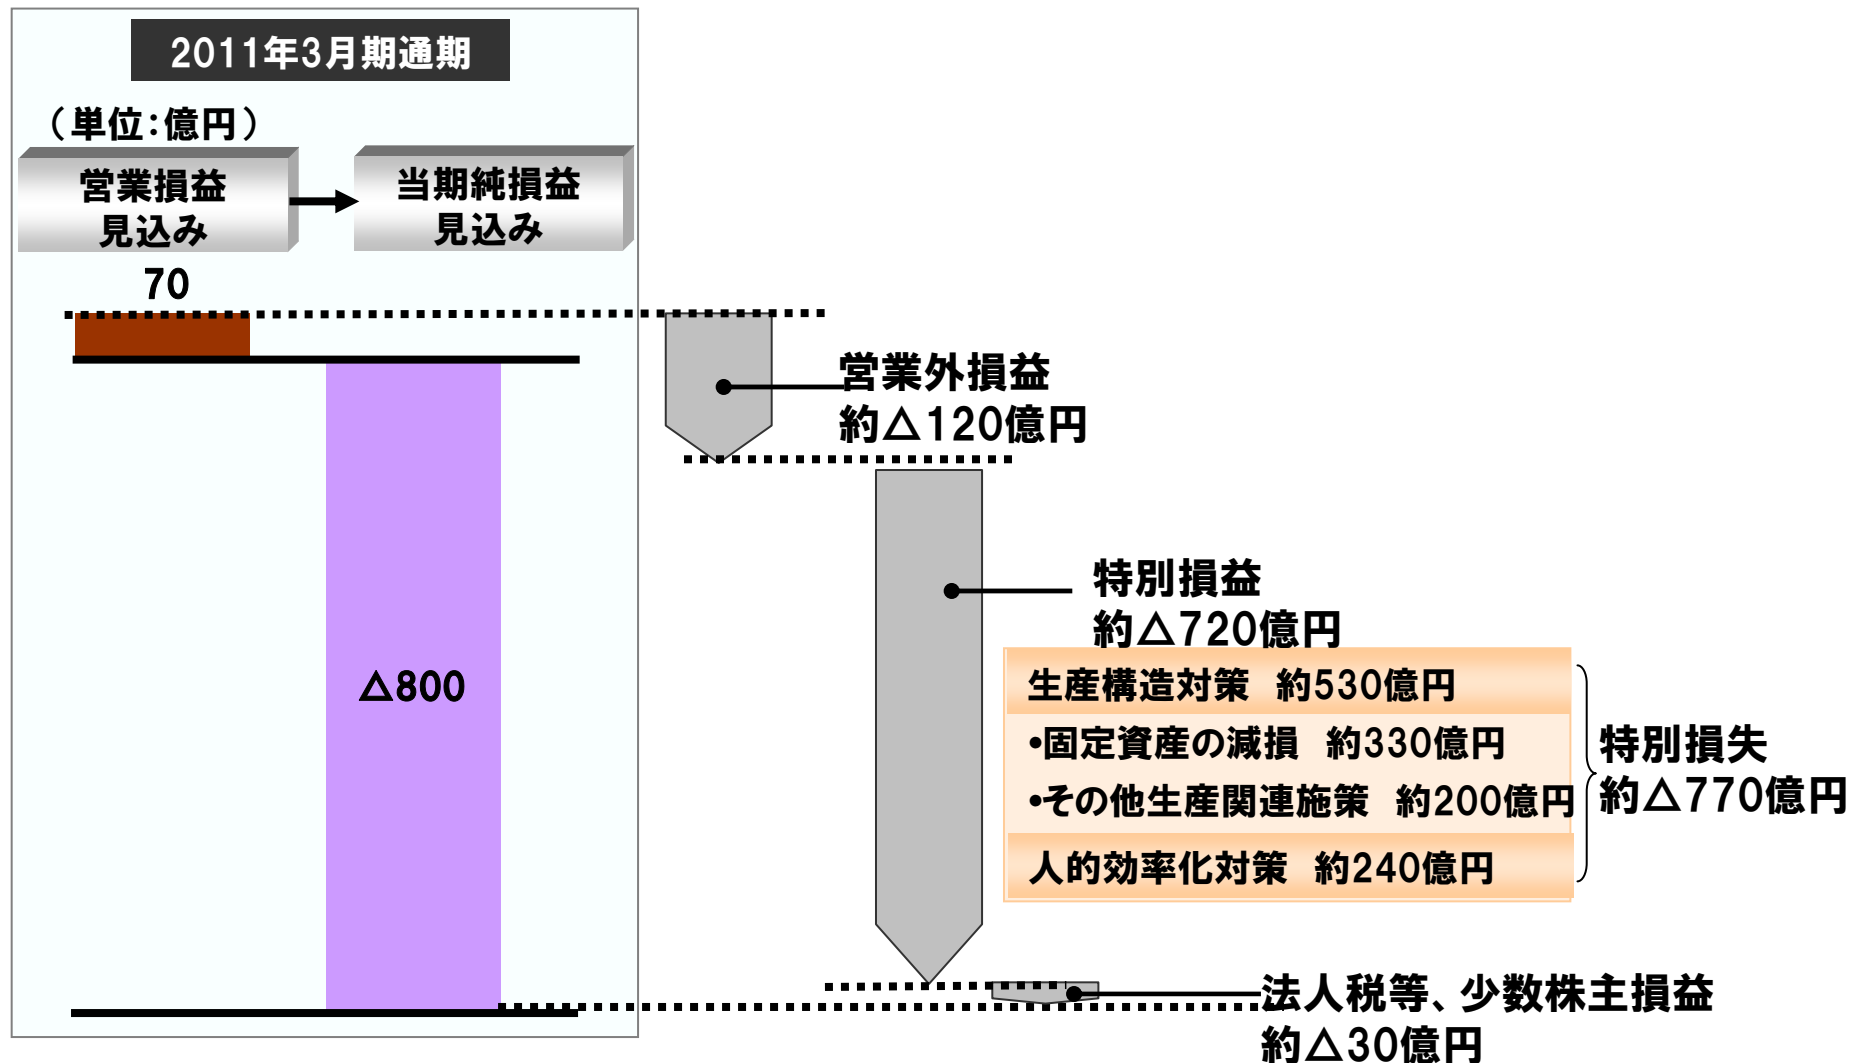 2011年3月期通期
（単位：億円）
営業損益
見込み
当期純損益
見込み
70
△800
営業外損益
約△120億円
特別損益
約△720億円
生産構造対策　約530億円
•固定資産の減損　約330億円
•その他生産関連施策　約200億円
人的効率化対策　約240億円
特別損失
約△770億円
法人税等、少数株主損益
約△30億円